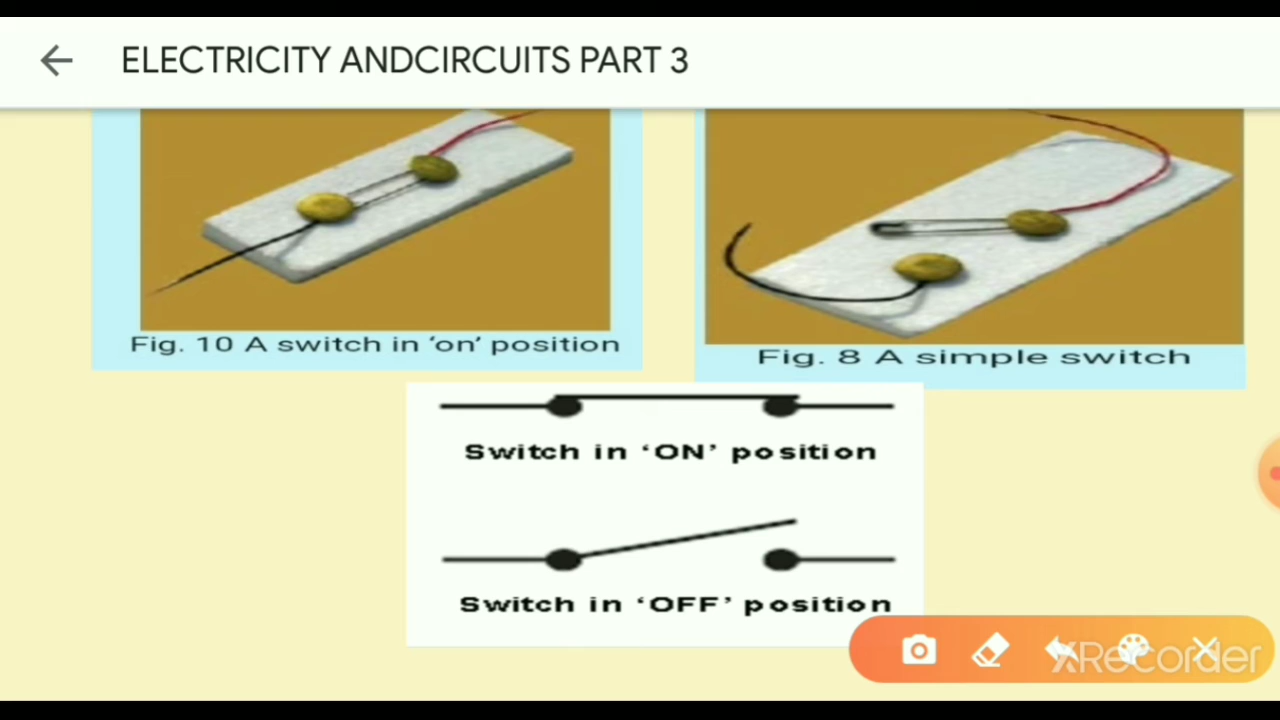 ELECTRICITY ANDCIRCUITS PART 3
Fig. 10 A switch in ‘on’ position
Fig. 8 A simple switch
Switch in ‘ON’ position
Switch in ‘OFF’ position
XRecorder